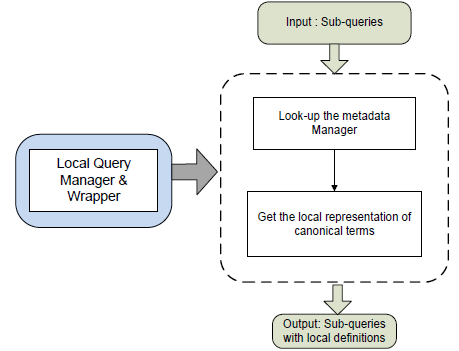 Input : Sub-queries
Look-up the metadata
Manager
Local Query
Manager &
Wrapper
Get the local representation of
canonical terms
Output: Sub-queries
with local definitions